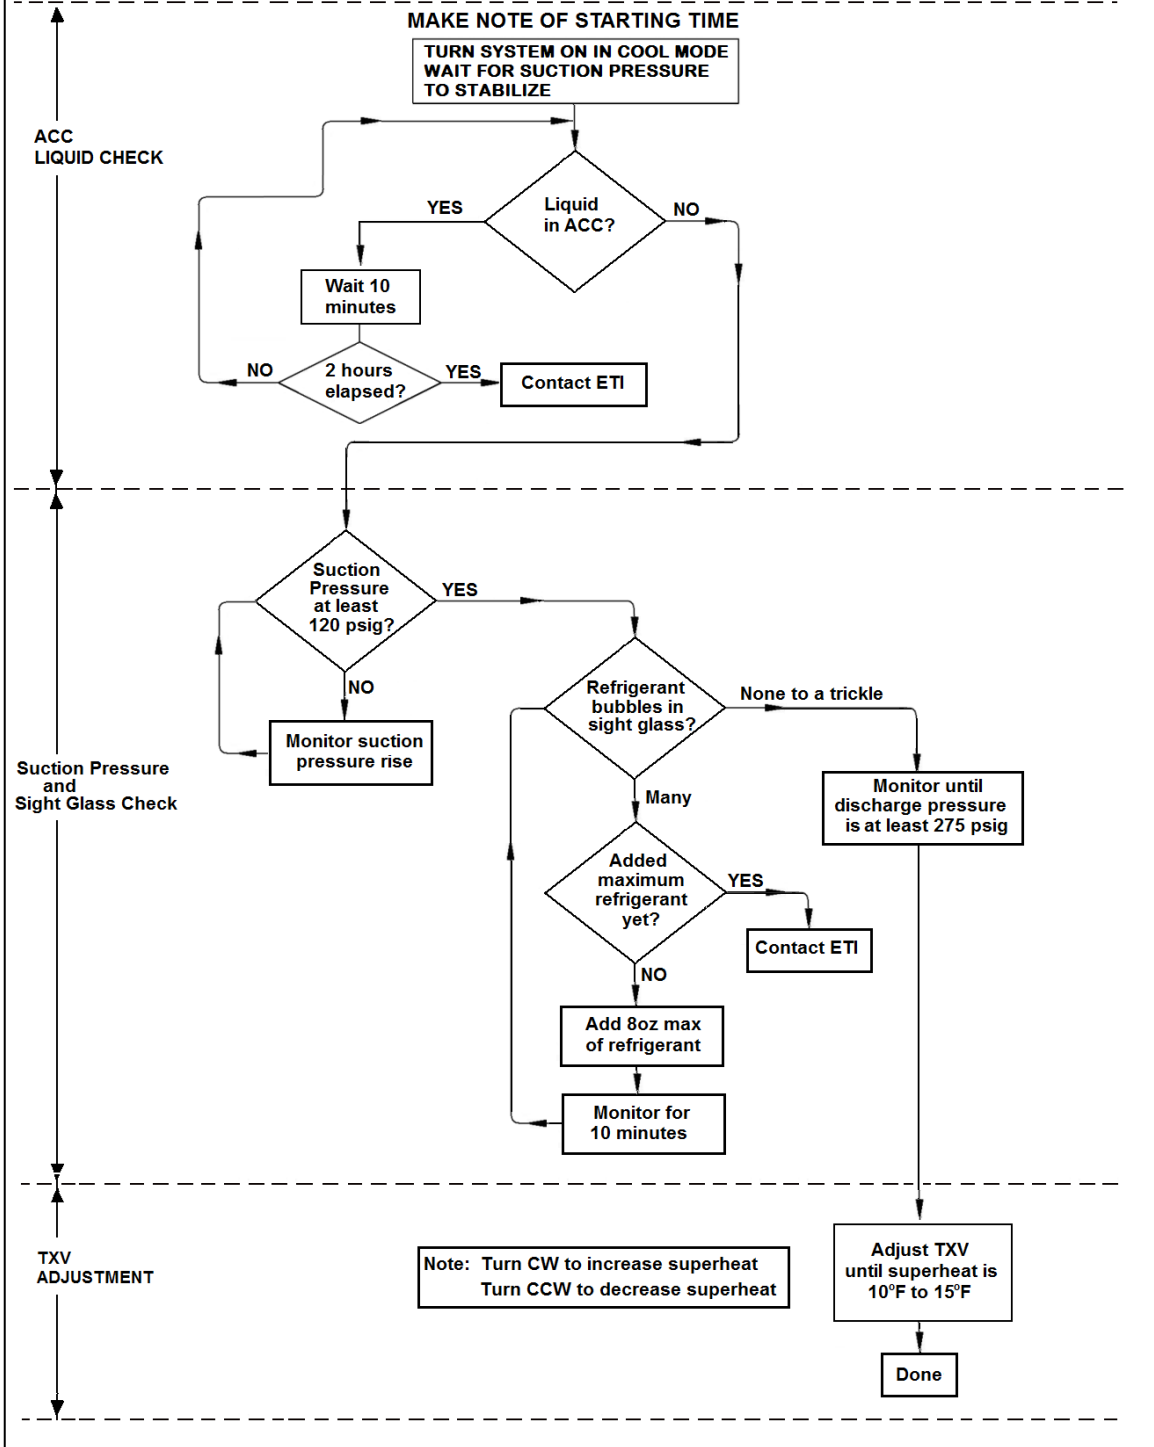 MAKE NOTE OF STARTING TIME
TURN SYSTEM ON IN COOL MODE
WAIT FOR SUCTION PRESSURE
TO STABILIZE
ACC
LIQUID CHECK
Liquid
in ACC?
YES
NO
Wait 10
minutes
2 hours
elapsed?
NO
YES
Contact ETI
Suction
Pressure
at least
120 psig?
YES
NO
Monitor suction
pressure rise
Refrigerant
bubbles in
sight glass?
None to a trickle
Many
Monitor until
discharge pressure
is at least 275 psig
Suction Pressure
and
Sight Glass Check
Added
maximum
refrigerant
yet?
YES
Contact ETI
NO
Add 8oz max
of refrigerant
Monitor for
10 minutes
TXV
ADJUSTMENT
Note: Turn CW to increase superheat
Turn CCW to decrease superheat
Adjust TXV
until superheat is
10°F to 15°F
Done